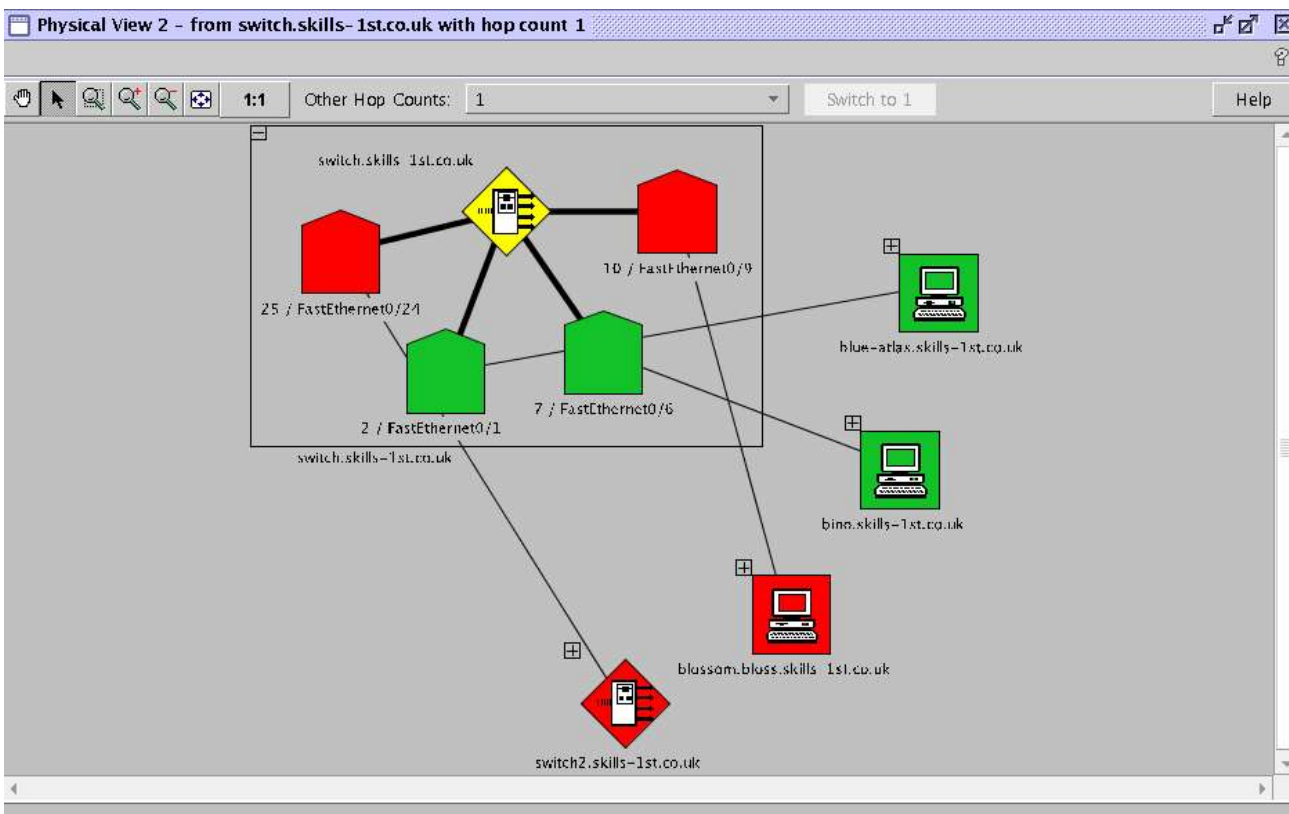 Physical View 2 - from switch.skills-1st.co.uk with hop count 1
1:1 Other Hop Counts: 1 Switch to 1 Help
switch.skills-1st.co.uk
10 / FastEthernet0/9
25 / FastEthernet0/24
blue-atlas.skills-1st.co.uk
7 / FastEthernet0/6
2 / FastEthernet0/1
switch.skills-1st.co.uk
bino.skills-1st.co.uk
blossom.bloss.skills-1st.co.uk
switch2.skills-1st.co.uk